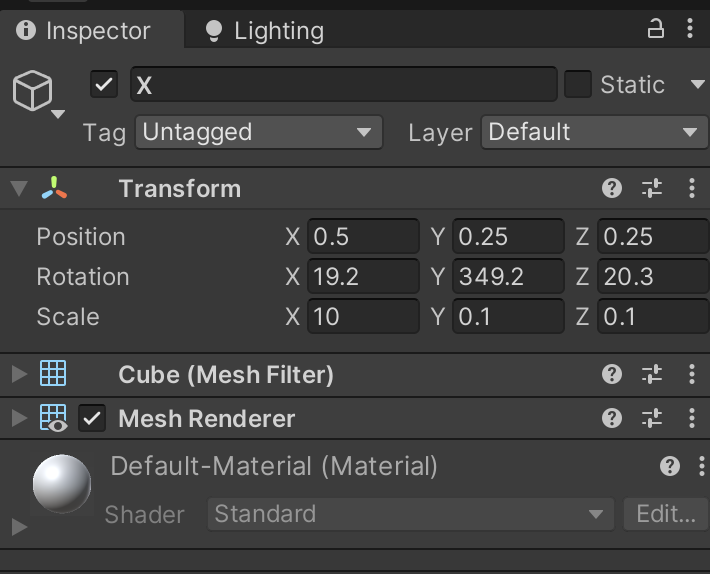 Inspector Lighting
X Static
Tag Untagged Layer Default
Transform
Position X 0.5 Y 0.25 Z 0.25
Rotation X 19.2 Y 349.2 Z 20.3
Scale X 10 Y 0.1 Z 0.1
Cube (Mesh Filter)
Mesh Renderer
Default-Material (Material)
Shader Standard Edit...